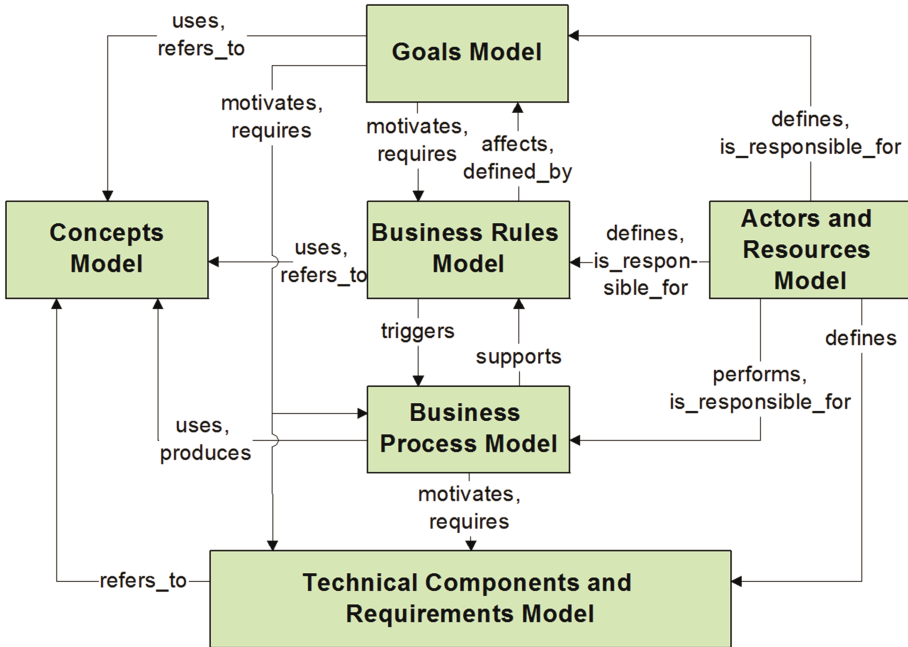 uses,
refers_to
Goals Model
motivates,
requires
motivates,
requires
affects,
defined_by
defines,
is_responsible_for
Concepts
Model
uses,
refers_to
Business Rules
Model
defines,
is_respon-
sible_for
Actors and
Resources
Model
triggers
supports
defines
performs,
is_responsible_for
uses,
produces
Business
Process Model
motivates,
requires
refers_to
Technical Components and
Requirements Model